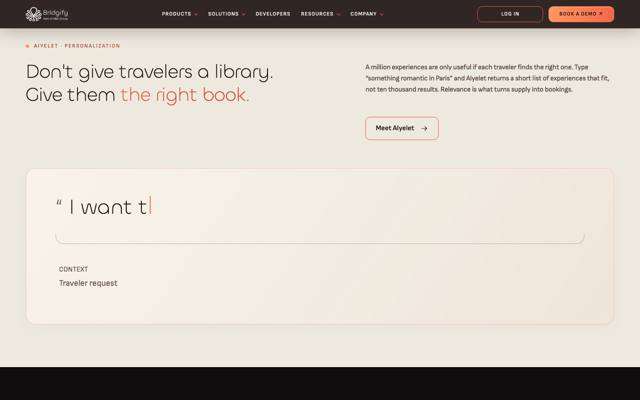 Bridgify
PRODUCTS
SOLUTIONS
DEVELOPERS
RESOURCES
COMPANY
LOG IN
BOOK A DEMO ↗
AIYELET · PERSONALIZATION
Don't give travelers a library.
Give them the right book.
A million experiences are only useful if each traveler finds the right one. Type
"something romantic in Paris" and AIyelet returns a short list of experiences that fit,
not ten thousand results. Relevance is what turns supply into bookings.
Meet AIyelet →
“ I want t
CONTEXT
Traveler request